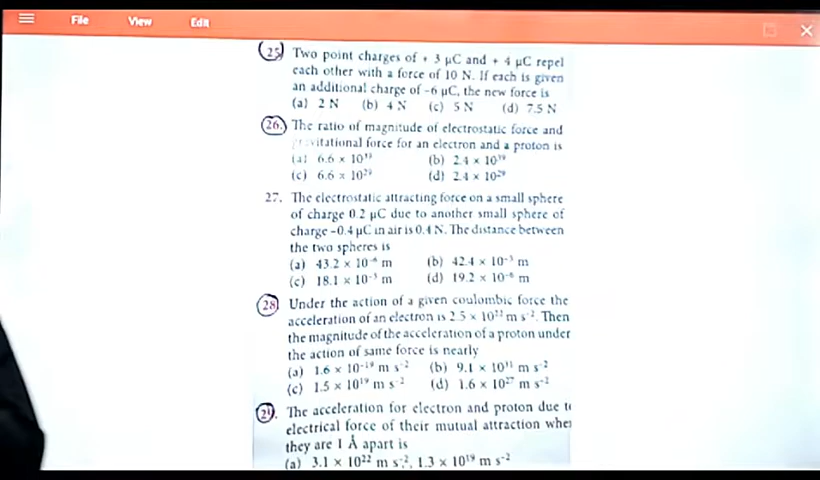 File View Edit
25. Two point charges of + 3 μC and + 4 μC repel
each other with a force of 10 N. If each is given
an additional charge of –6 μC, the new force is
(a) 2 N (b) 4 N (c) 5 N (d) 7.5 N
26. The ratio of magnitude of electrostatic force and
gravitational force for an electron and a proton is
(a) 6.6 × 10³⁹ (b) 2.4 × 10³⁹
(c) 6.6 × 10²⁹ (d) 2.4 × 10²⁹
27. The electrostatic attracting force on a small sphere
of charge 0.2 μC due to another small sphere of
charge –0.4 μC in air is 0.4 N. The distance between
the two spheres is
(a) 43.2 × 10⁻⁶ m (b) 42.4 × 10⁻³ m
(c) 18.1 × 10⁻³ m (d) 19.2 × 10⁻⁶ m
28. Under the action of a given coulombic force the
acceleration of an electron is 2.5 × 10²² m s⁻². Then
the magnitude of the acceleration of a proton under
the action of same force is nearly
(a) 1.6 × 10⁻¹⁹ m s⁻² (b) 9.1 × 10³¹ m s⁻²
(c) 1.5 × 10¹⁹ m s⁻² (d) 1.6 × 10²⁷ m s⁻²
29. The acceleration for electron and proton due to
electrical force of their mutual attraction when
they are 1 Å apart is
(a) 3.1 × 10²² m s⁻², 1.3 × 10¹⁹ m s⁻²